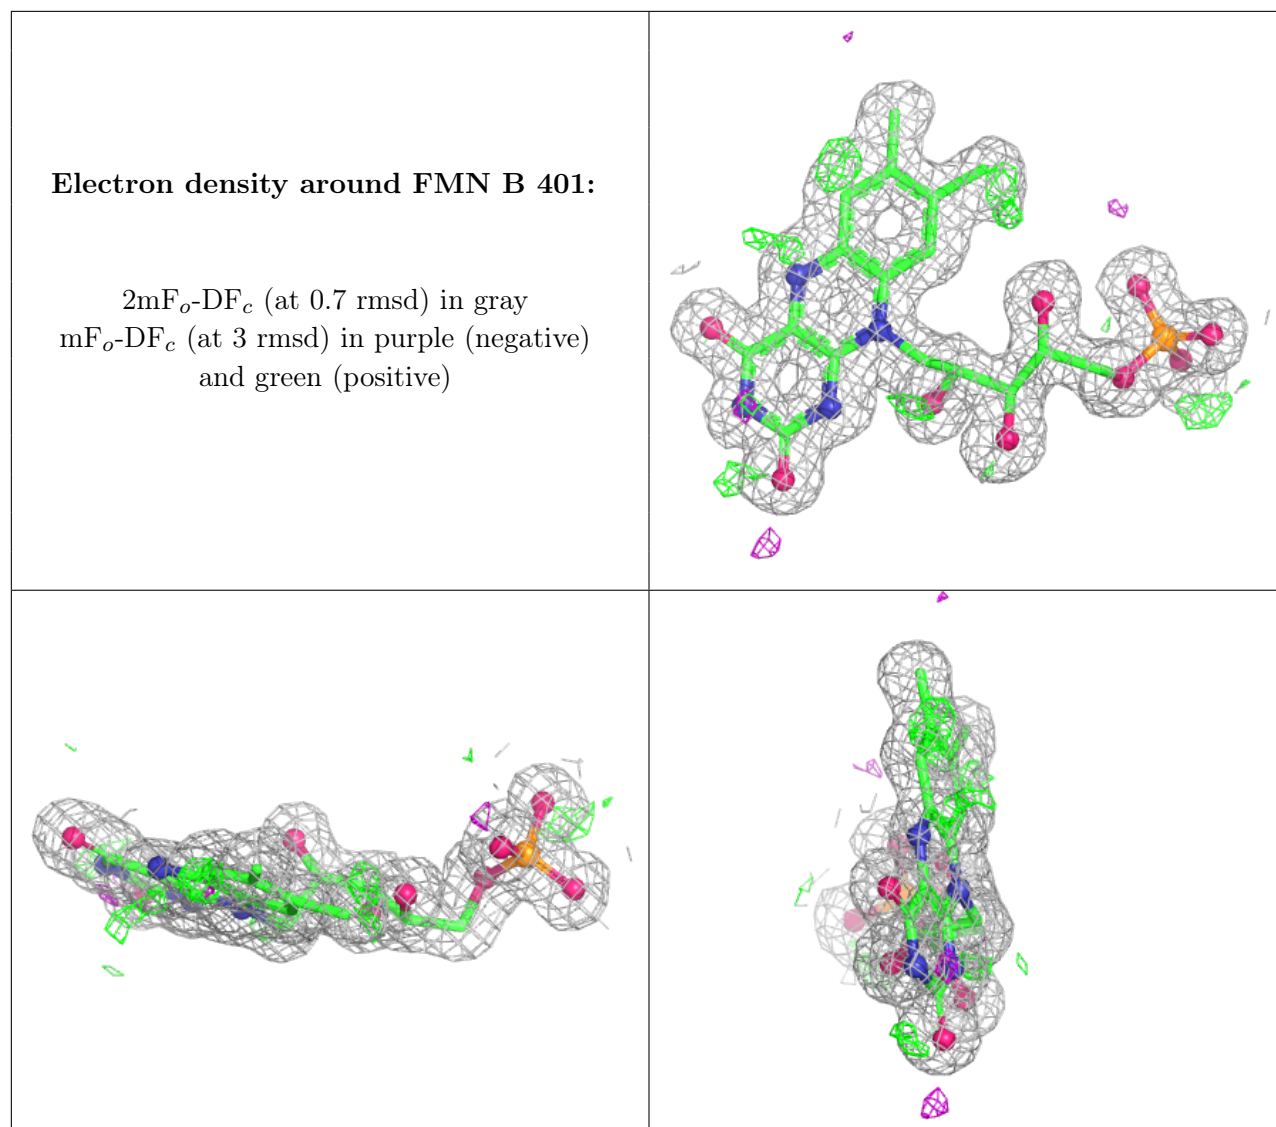 Electron density around FMN B 401:
2mFₒ-DF𝒸 (at 0.7 rmsd) in gray
mFₒ-DF𝒸 (at 3 rmsd) in purple (negative)
and green (positive)